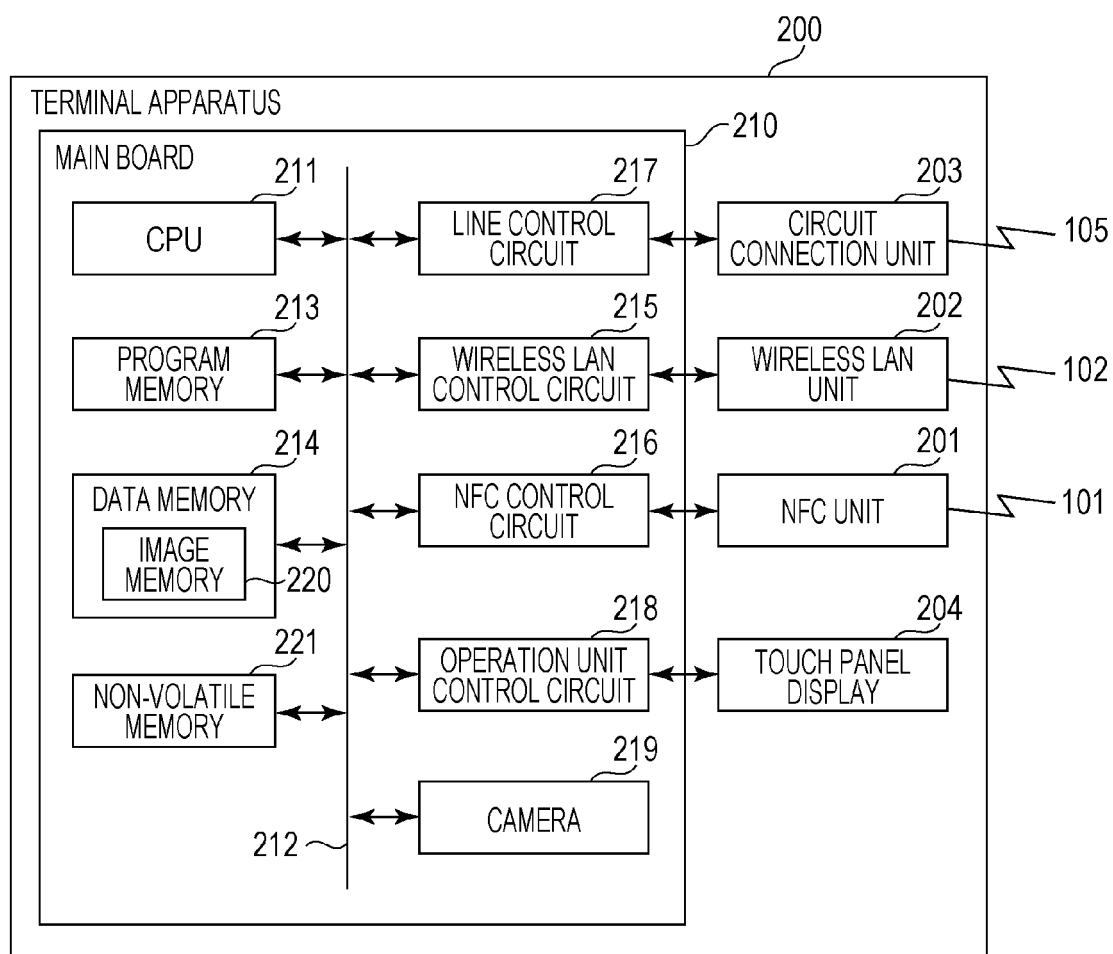 200
TERMINAL APPARATUS
210
MAIN BOARD
211
CPU
217
LINE CONTROL
CIRCUIT
203
CIRCUIT
CONNECTION UNIT
105
213
PROGRAM
MEMORY
215
WIRELESS LAN
CONTROL CIRCUIT
202
WIRELESS LAN
UNIT
102
214
DATA MEMORY
IMAGE
MEMORY
220
216
NFC CONTROL
CIRCUIT
201
NFC UNIT
101
221
NON-VOLATILE
MEMORY
218
OPERATION UNIT
CONTROL CIRCUIT
204
TOUCH PANEL
DISPLAY
219
CAMERA
212